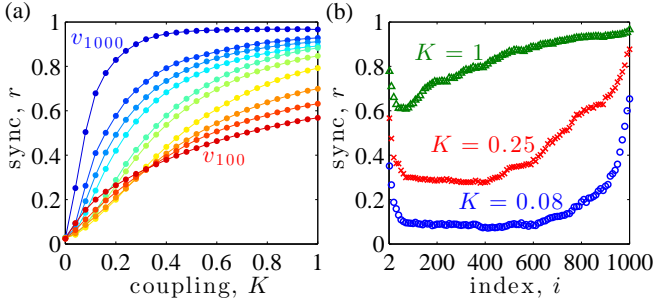 (a)
1
0.8
0.6
0.4
0.2
0
sync, r
v1000
v100
0 0.2 0.4 0.6 0.8 1
coupling, K
(b)
1
0.8
0.6
0.4
0.2
0
sync, r
K = 1
K = 0.25
K = 0.08
2 200 400 600 800 1000
index, i